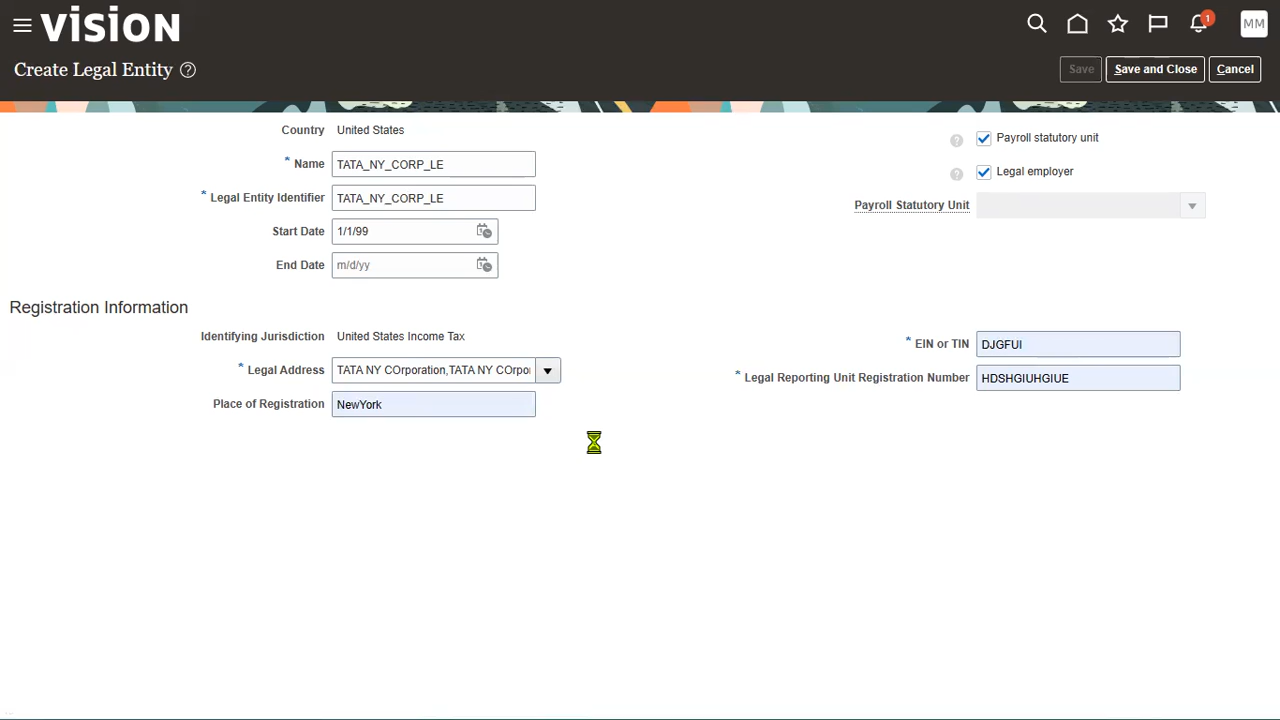 VISION
1
MM
Create Legal Entity ?
Save
Save and Close
Cancel
Country United States
* Name TATA_NY_CORP_LE
* Legal Entity Identifier TATA_NY_CORP_LE
Start Date 1/1/99
End Date m/d/yy
? Payroll statutory unit
? Legal employer
Payroll Statutory Unit
Registration Information
Identifying Jurisdiction United States Income Tax
* Legal Address TATA NY COrporation,TATA NY COrpor
Place of Registration NewYork
* EIN or TIN DJGFUI
* Legal Reporting Unit Registration Number HDSHGIUHGIUE